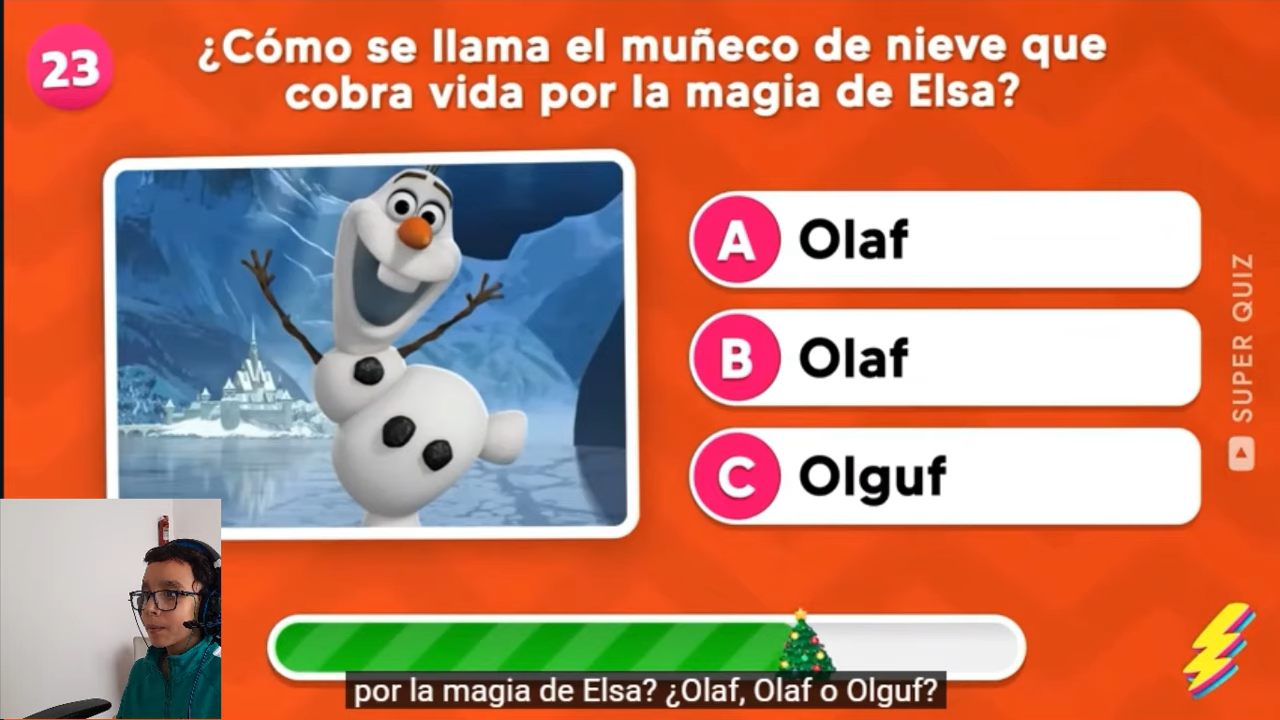 23
¿Cómo se llama el muñeco de nieve que
cobra vida por la magia de Elsa?
A Olaf
B Olaf
C Olguf
SUPER QUIZ
por la magia de Elsa? ¿Olaf, Olaf o Olguf?